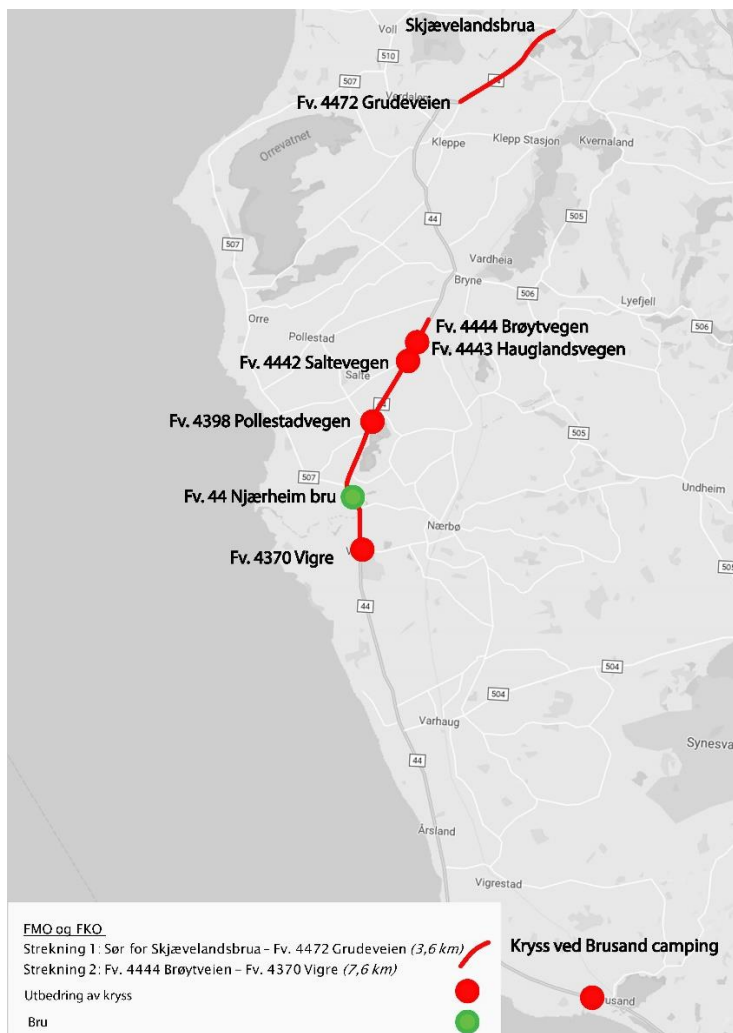 Skjævelandsbrua
Voll
510
507
44
Verdalen
Fv. 4472 Grudeveien
Kleppe
Klepp Stasjon
Kvernaland
Orrevatnet
44
505
507
Vardheia
Bryne
506
Lyefjell
Orre
Fv. 4444 Brøytvegen
506
Pollestad
Fv. 4443 Hauglandsvegen
Fv. 4442 Saltevegen
Salte
44
Fv. 4398 Pollestadvegen
505
507
Undheim
Fv. 44 Njærheim bru
Nærbø
Fv. 4370 Vigre
505
44
504
504
Varhaug
Synesva
44
Årsland
Vigrestad
FMO og FKO
Strekning 1: Sør for Skjævelandsbrua – Fv. 4472 Grudeveien (3,6 km)
Kryss ved Brusand camping
Strekning 2: Fv. 4444 Brøytveien – Fv. 4370 Vigre (7,6 km)
Utbedring av kryss
usand
Bru